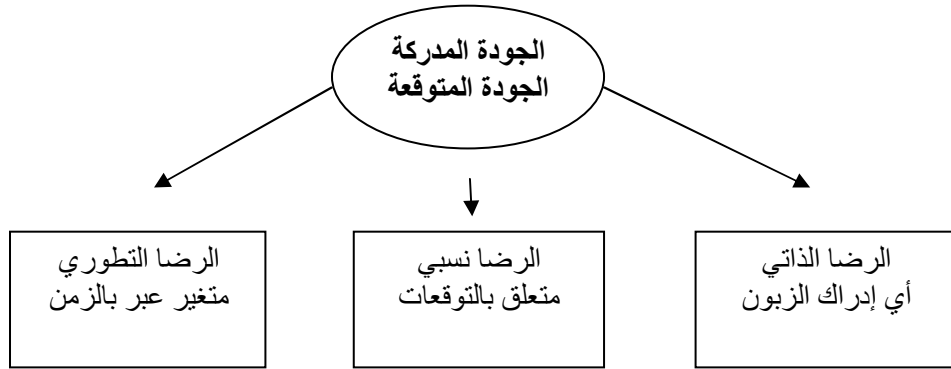 الجودة المدركة
الجودة المتوقعة
الرضا الذاتي
أي إدراك الزبون
الرضا نسبي
متعلق بالتوقعات
الرضا التطوري
متغير عبر بالزمن